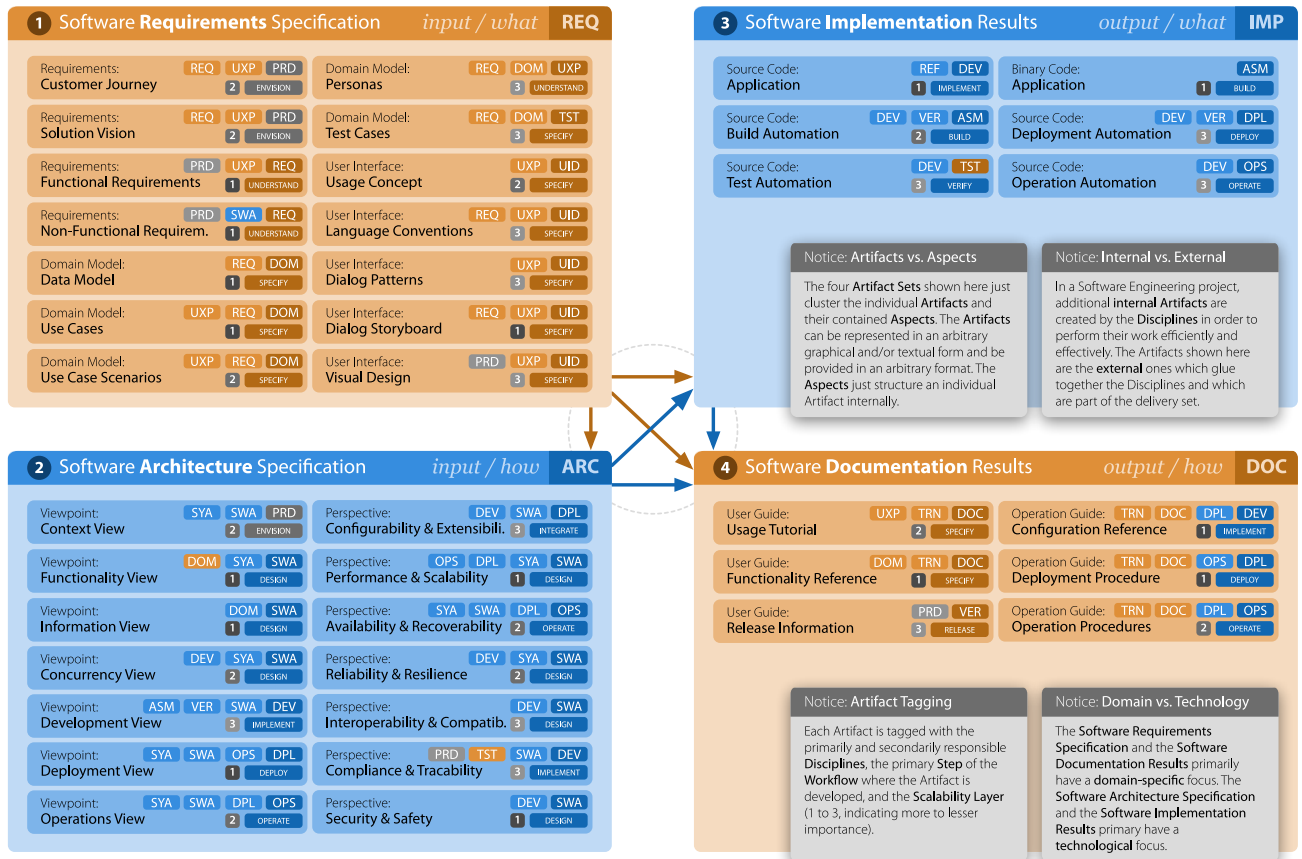 1 Software Requirements Specification input / what REQ
Requirements: REQ UXP PRD
Customer Journey 2 ENVISION
Requirements: REQ UXP PRD
Solution Vision 2 ENVISION
Requirements: PRD UXP REQ
Functional Requirements 1 UNDERSTAND
Requirements: PRD SWA REQ
Non-Functional Requirem. 1 UNDERSTAND
Domain Model: REQ DOM
Data Model 1 SPECIFY
Domain Model: UXP REQ DOM
Use Cases 1 SPECIFY
Domain Model: UXP REQ DOM
Use Case Scenarios 2 SPECIFY
Domain Model: REQ DOM UXP
Personas 3 UNDERSTAND
Domain Model: REQ DOM TST
Test Cases 3 SPECIFY
User Interface: UXP UID
Usage Concept 2 SPECIFY
User Interface: REQ UXP UID
Language Conventions 3 SPECIFY
User Interface: UXP UID
Dialog Patterns 3 SPECIFY
User Interface: REQ UXP UID
Dialog Storyboard 1 SPECIFY
User Interface: PRD UXP UID
Visual Design 3 SPECIFY
2 Software Architecture Specification input / how ARC
Viewpoint: SYA SWA PRD
Context View 2 ENVISION
Viewpoint: DOM SYA SWA
Functionality View 1 DESIGN
Viewpoint: DOM SWA
Information View 1 DESIGN
Viewpoint: DEV SYA SWA
Concurrency View 2 DESIGN
Viewpoint: ASM VER SWA DEV
Development View 3 IMPLEMENT
Viewpoint: SYA SWA OPS DPL
Deployment View 1 DEPLOY
Viewpoint: SYA SWA DPL OPS
Operations View 2 OPERATE
Perspective: DEV SWA DPL
Configurability & Extensibili. 3 INTEGRATE
Perspective: OPS DPL SYA SWA
Performance & Scalability 1 DESIGN
Perspective: SYA SWA DPL OPS
Availability & Recoverability 2 OPERATE
Perspective: DEV SYA SWA
Reliability & Resilience 2 DESIGN
Perspective: DEV SWA
Interoperability & Compatib. 3 DESIGN
Perspective: PRD TST SWA DEV
Compliance & Tracability 3 IMPLEMENT
Perspective: DEV SWA
Security & Safety 1 DESIGN
3 Software Implementation Results output / what IMP
Source Code: REF DEV
Application 1 IMPLEMENT
Source Code: DEV VER ASM
Build Automation 2 BUILD
Source Code: DEV TST
Test Automation 3 VERIFY
Binary Code: ASM
Application 1 BUILD
Source Code: DEV VER DPL
Deployment Automation 3 DEPLOY
Source Code: DEV OPS
Operation Automation 3 OPERATE
Notice: Artifacts vs. Aspects
The four Artifact Sets shown here just
cluster the individual Artifacts and
their contained Aspects. The Artifacts
can be represented in an arbitrary
graphical and/or textual form and be
provided in an arbitrary format. The
Aspects just structure an individual
Artifact internally.
Notice: Internal vs. External
In a Software Engineering project,
additional internal Artifacts are
created by the Disciplines in order to
perform their work efficiently and
effectively. The Artifacts shown here
are the external ones which glue
together the Disciplines and which
are part of the delivery set.
4 Software Documentation Results output / how DOC
User Guide: UXP TRN DOC
Usage Tutorial 2 SPECIFY
User Guide: DOM TRN DOC
Functionality Reference 1 SPECIFY
User Guide: PRD VER
Release Information 3 RELEASE
Operation Guide: TRN DOC DPL DEV
Configuration Reference 1 IMPLEMENT
Operation Guide: TRN DOC OPS DPL
Deployment Procedure 1 DEPLOY
Operation Guide: TRN DOC DPL OPS
Operation Procedures 2 OPERATE
Notice: Artifact Tagging
Each Artifact is tagged with the
primarily and secondarily responsible
Disciplines, the primary Step of the
Workflow where the Artifact is
developed, and the Scalability Layer
(1 to 3, indicating more to lesser
importance).
Notice: Domain vs. Technology
The Software Requirements
Specification and the Software
Documentation Results primarily
have a domain-specific focus. The
Software Architecture Specification
and the Software Implementation
Results primary have a
technological focus.